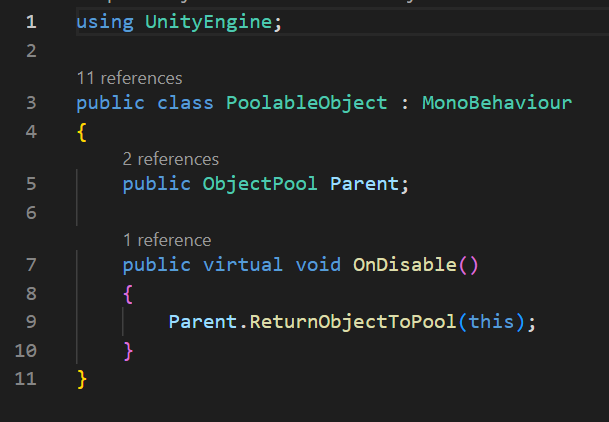 1 using UnityEngine;
2
11 references
3 public class PoolableObject : MonoBehaviour
4 {
2 references
5 public ObjectPool Parent;
6
1 reference
7 public virtual void OnDisable()
8 {
9 Parent.ReturnObjectToPool(this);
10 }
11 }